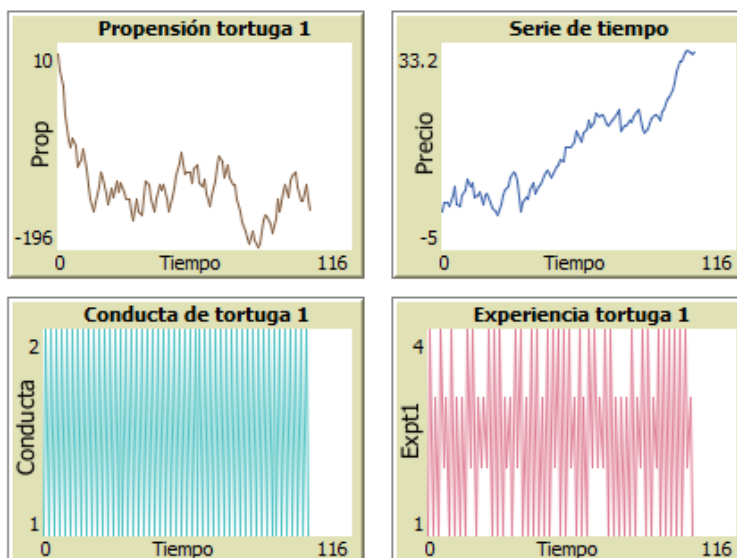 Propensión tortuga 1
10
Prop
-196
0
Tiempo
116
Serie de tiempo
33.2
Precio
-5
0
Tiempo
116
Conducta de tortuga 1
2
Conducta
1
0
Tiempo
116
Experiencia tortuga 1
4
Expt1
1
0
Tiempo
116